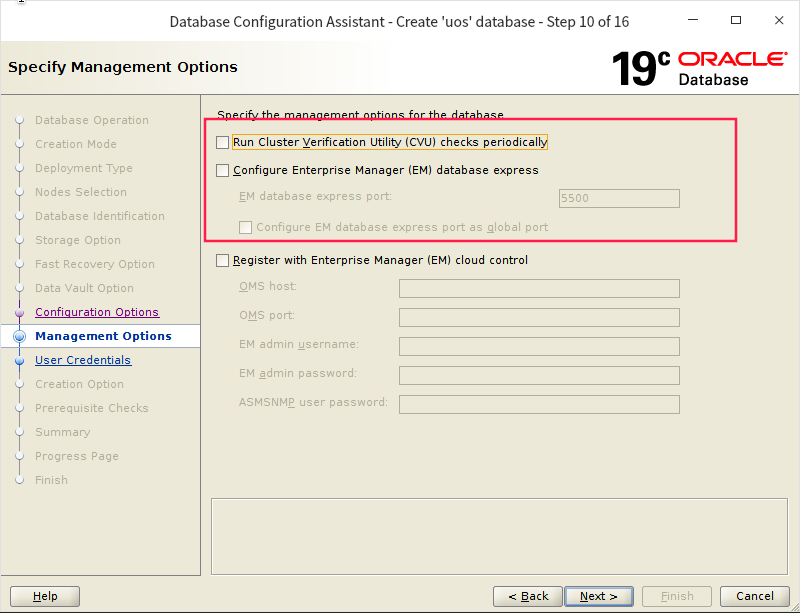 Database Configuration Assistant - Create 'uos' database - Step 10 of 16
Specify Management Options
19c ORACLE
Database
Database Operation
Creation Mode
Deployment Type
Nodes Selection
Database Identification
Storage Option
Fast Recovery Option
Data Vault Option
Configuration Options
Management Options
User Credentials
Creation Option
Prerequisite Checks
Summary
Progress Page
Finish
Specify the management options for the database.
Run Cluster Verification Utility (CVU) checks periodically
Configure Enterprise Manager (EM) database express
EM database express port: 5500
Configure EM database express port as global port
Register with Enterprise Manager (EM) cloud control
OMS host:
OMS port:
EM admin username:
EM admin password:
ASMSNMP user password:
Help < Back Next > Finish Cancel